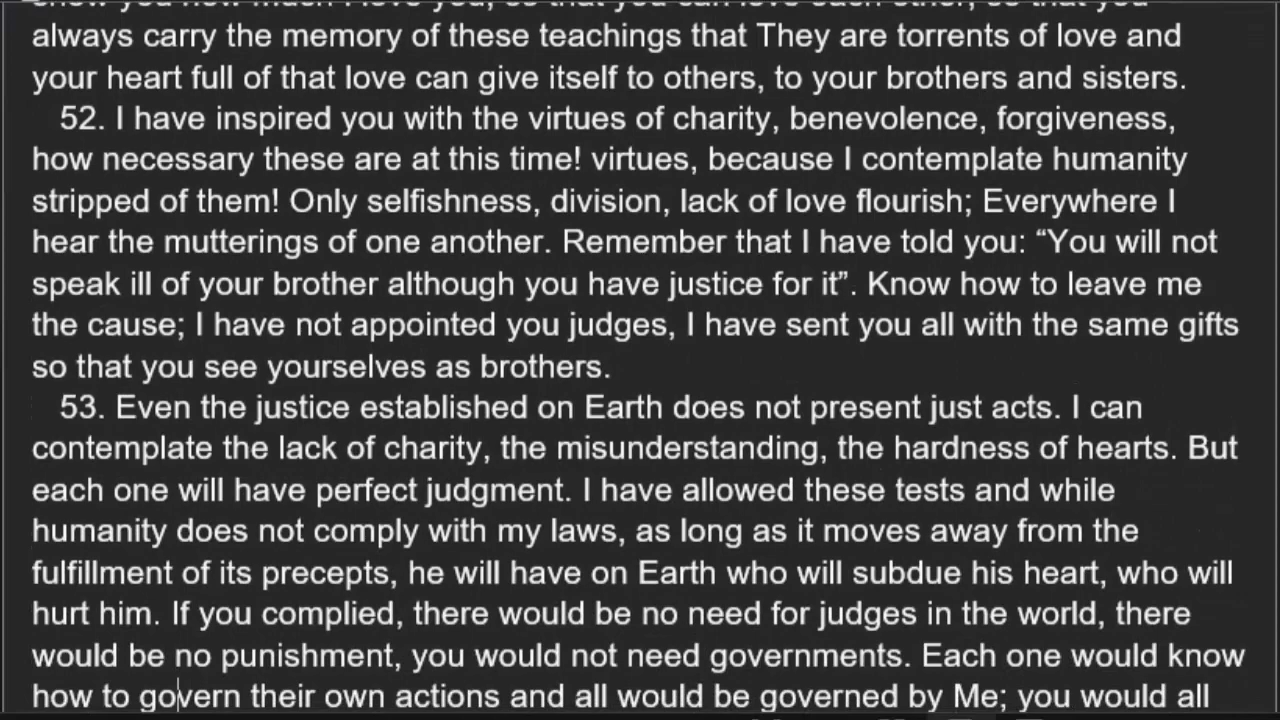 always carry the memory of these teachings that They are torrents of love and
your heart full of that love can give itself to others, to your brothers and sisters.
52. I have inspired you with the virtues of charity, benevolence, forgiveness,
how necessary these are at this time! virtues, because I contemplate humanity
stripped of them! Only selfishness, division, lack of love flourish; Everywhere I
hear the mutterings of one another. Remember that I have told you: “You will not
speak ill of your brother although you have justice for it”. Know how to leave me
the cause; I have not appointed you judges, I have sent you all with the same gifts
so that you see yourselves as brothers.
53. Even the justice established on Earth does not present just acts. I can
contemplate the lack of charity, the misunderstanding, the hardness of hearts. But
each one will have perfect judgment. I have allowed these tests and while
humanity does not comply with my laws, as long as it moves away from the
fulfillment of its precepts, he will have on Earth who will subdue his heart, who will
hurt him. If you complied, there would be no need for judges in the world, there
would be no punishment, you would not need governments. Each one would know
how to govern their own actions and all would be governed by Me; you would all